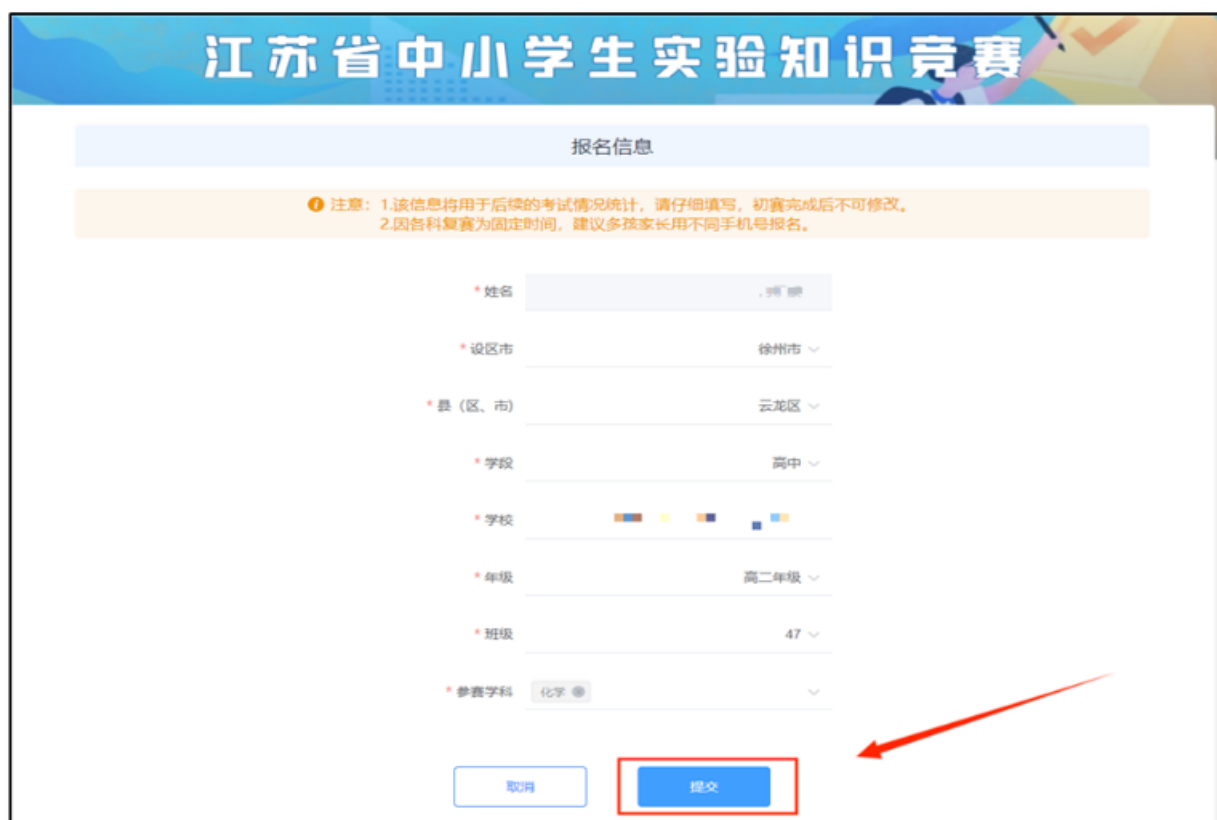 江苏省中小学生实验知识竞赛
报名信息
注意：1.该信息将用于后续的考试情况统计，请仔细填写，初赛完成后不可修改。
2.因各科复赛为固定时间，建议多孩家长用不同手机号报名。
*姓名
*设区市 徐州市
*县（区、市） 云龙区
*学段 高中
*学校
*年级 高二年级
*班级 47
*参赛学科 化学
取消 提交